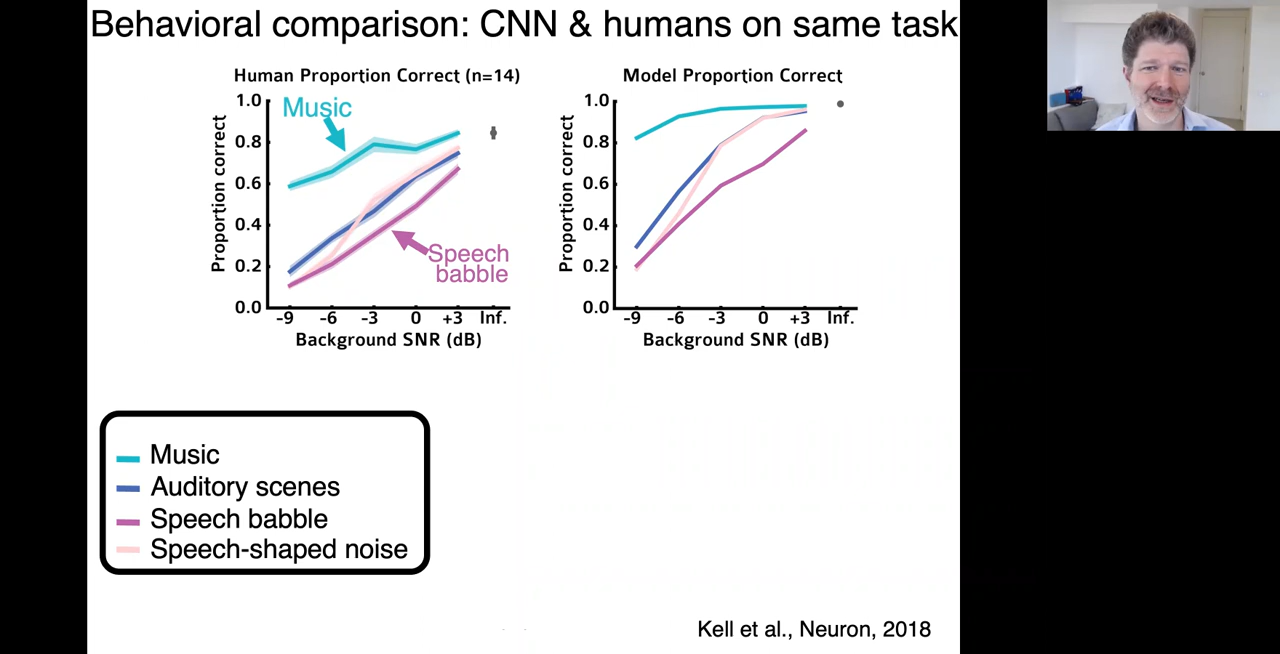 Behavioral comparison: CNN & humans on same task
Human Proportion Correct (n=14)
Proportion correct
1.0
0.8
0.6
0.4
0.2
0.0
Music
Speech
babble
-9 -6 -3 0 +3 Inf.
Background SNR (dB)
Model Proportion Correct
Proportion correct
1.0
0.8
0.6
0.4
0.2
0.0
-9 -6 -3 0 +3 Inf.
Background SNR (dB)
Music
Auditory scenes
Speech babble
Speech-shaped noise
Kell et al., Neuron, 2018